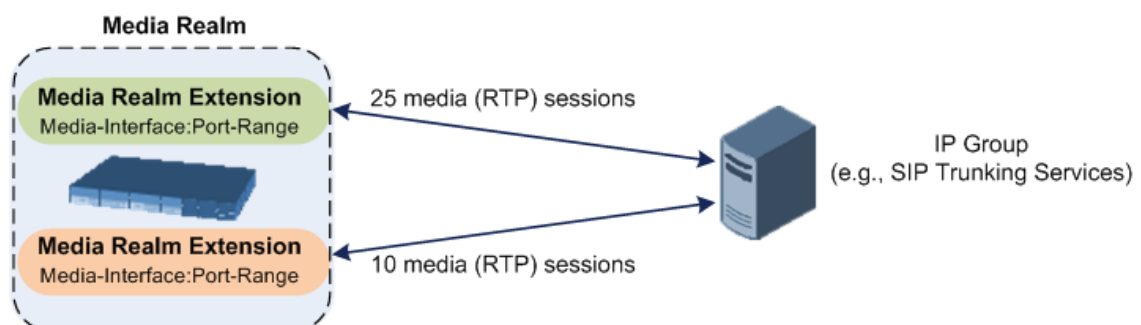 Media Realm
Media Realm Extension
Media-Interface:Port-Range
25 media (RTP) sessions
IP Group
(e.g., SIP Trunking Services)
Media Realm Extension
Media-Interface:Port-Range
10 media (RTP) sessions